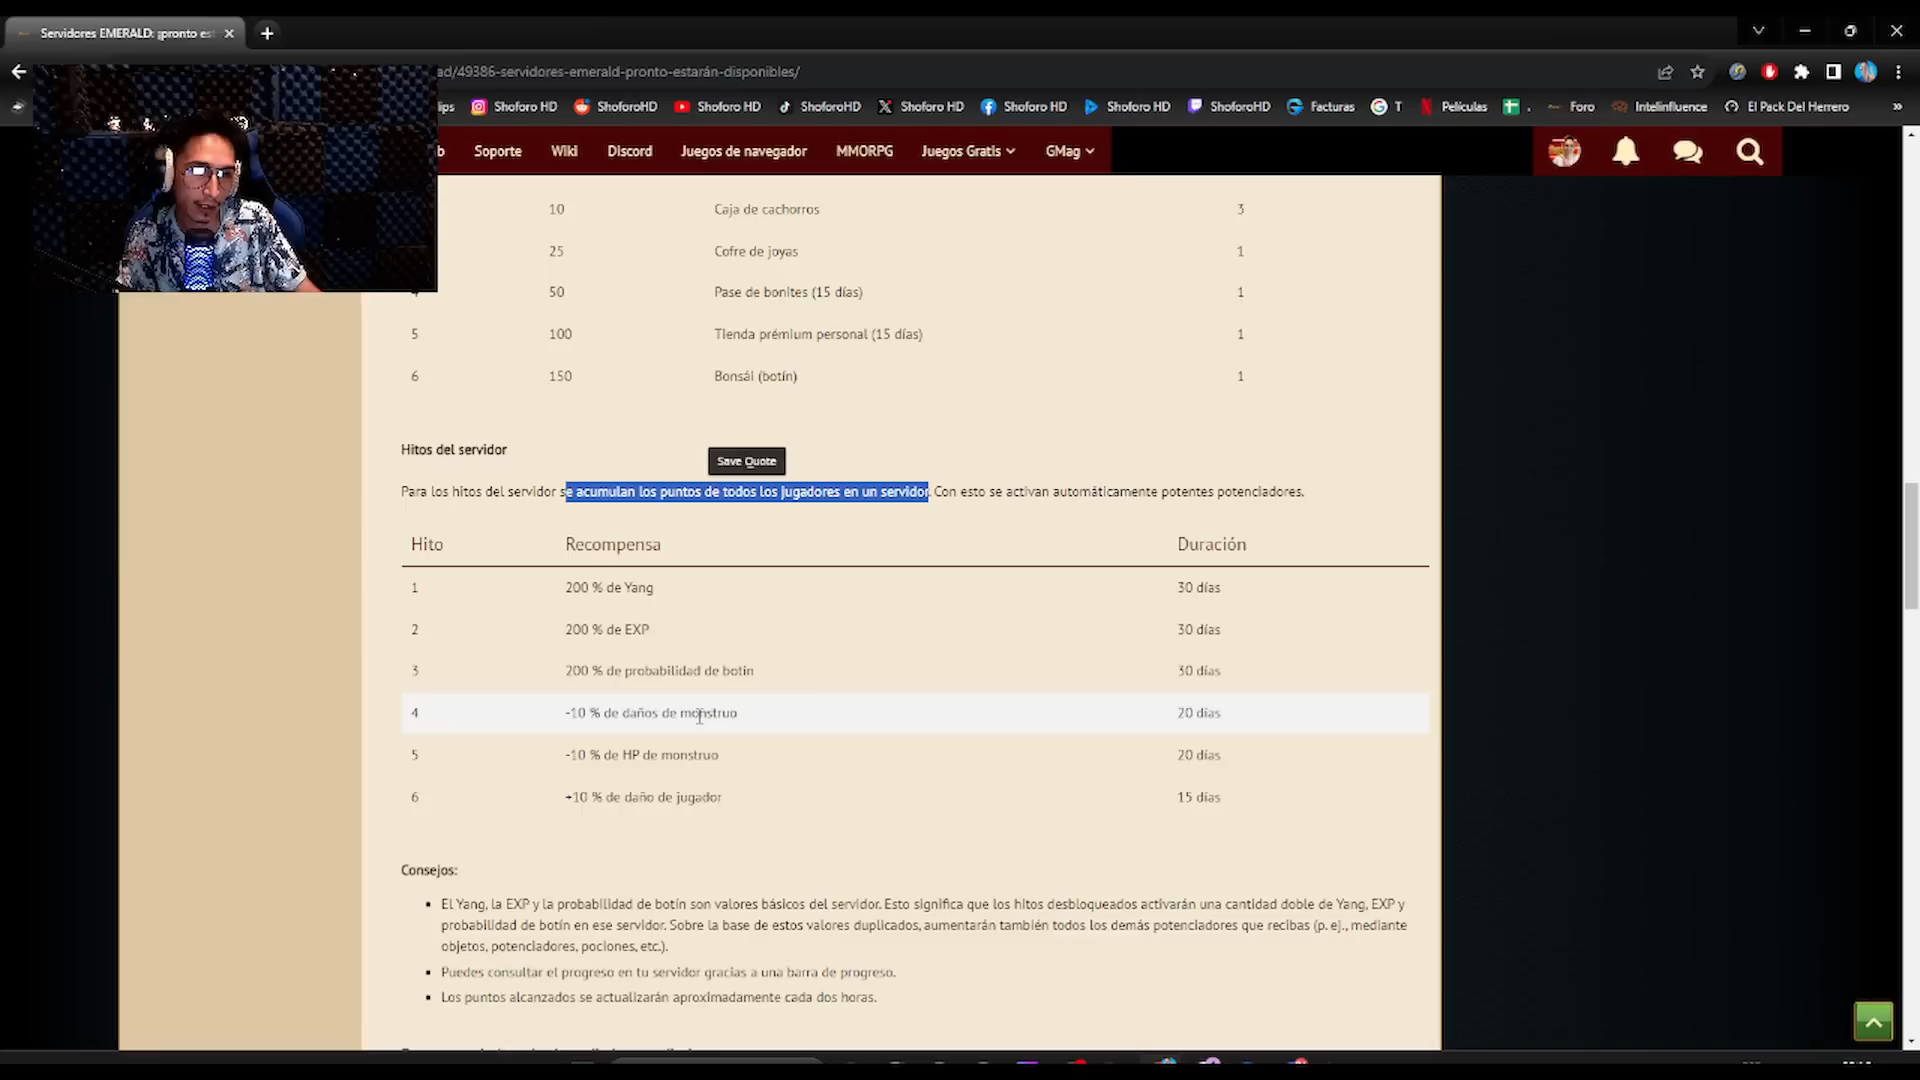 Servidores EMERALD: ¡pronto es
ad/49386-servidores-emerald-pronto-estarán-disponibles/
lips Shoforo HD ShoforoHD Shoforo HD ShoforoHD Shoforo HD Shoforo HD Shoforo HD ShoforoHD Facturas T Películas . Foro Intelinfluence El Pack Del Herrero »
b Soporte Wiki Discord Juegos de navegador MMORPG Juegos Gratis GMag
10 Caja de cachorros 3
25 Cofre de joyas 1
4 50 Pase de bonites (15 días) 1
5 100 Tienda prémium personal (15 días) 1
6 150 Bonsái (botín) 1
Hitos del servidor
Save Quote
Para los hitos del servidor se acumulan los puntos de todos los jugadores en un servidor. Con esto se activan automáticamente potentes potenciadores.
Hito Recompensa Duración
1 200 % de Yang 30 días
2 200 % de EXP 30 días
3 200 % de probabilidad de botín 30 días
4 -10 % de daños de monstruo 20 días
5 -10 % de HP de monstruo 20 días
6 +10 % de daño de jugador 15 días
Consejos:
El Yang, la EXP y la probabilidad de botín son valores básicos del servidor. Esto significa que los hitos desbloqueados activarán una cantidad doble de Yang, EXP y
probabilidad de botín en ese servidor. Sobre la base de estos valores duplicados, aumentarán también todos los demás potenciadores que recibas (p. ej., mediante
objetos, potenciadores, pociones, etc.).
Puedes consultar el progreso en tu servidor gracias a una barra de progreso.
Los puntos alcanzados se actualizarán aproximadamente cada dos horas.